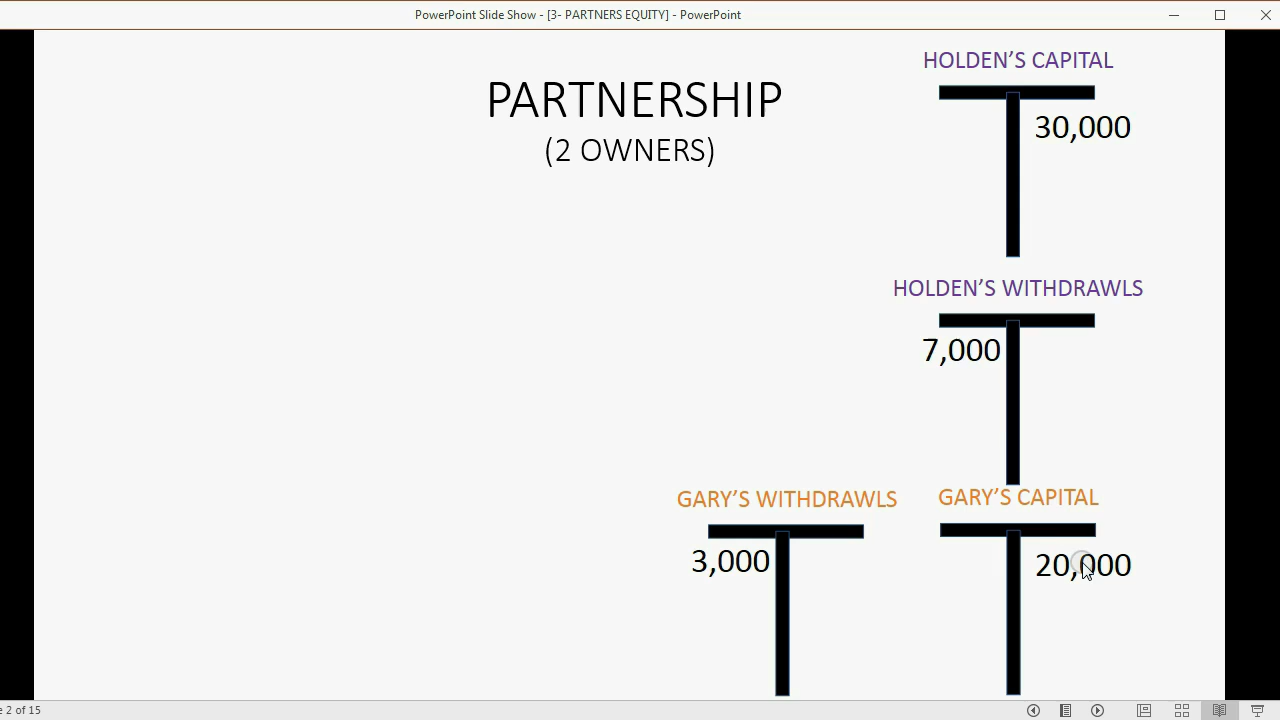 PowerPoint Slide Show - [3- PARTNERS EQUITY] - PowerPoint
HOLDEN’S CAPITAL
PARTNERSHIP
30,000
(2 OWNERS)
HOLDEN’S WITHDRAWLS
7,000
GARY’S WITHDRAWLS
GARY’S CAPITAL
3,000
20,000
e 2 of 15